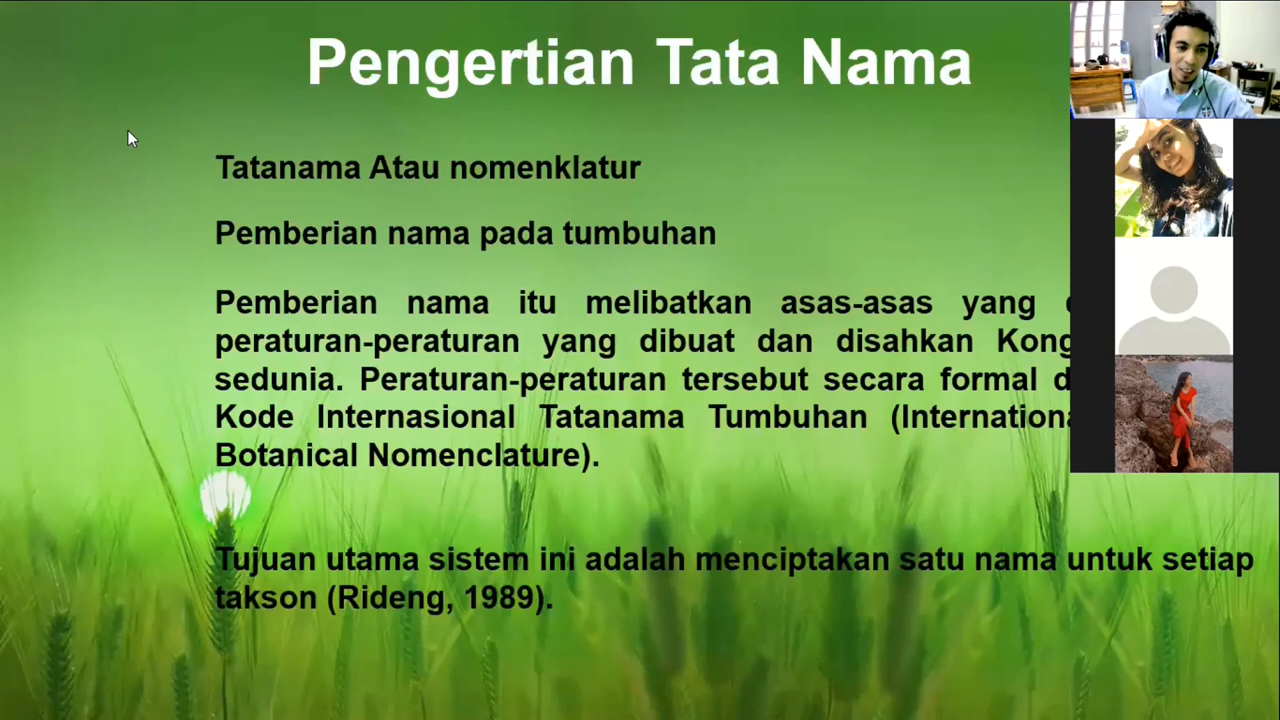 Pengertian Tata Nama
Tatanama Atau nomenklatur
Pemberian nama pada tumbuhan
Pemberian nama itu melibatkan asas-asas yang
peraturan-peraturan yang dibuat dan disahkan
sedunia. Peraturan-peraturan tersebut secara formal
Kode Internasional Tatanama Tumbuhan
Botanical Nomenclature).
Tujuan utama sistem ini adalah menciptakan satu nama untuk setiap
takson (Rideng, 1989).